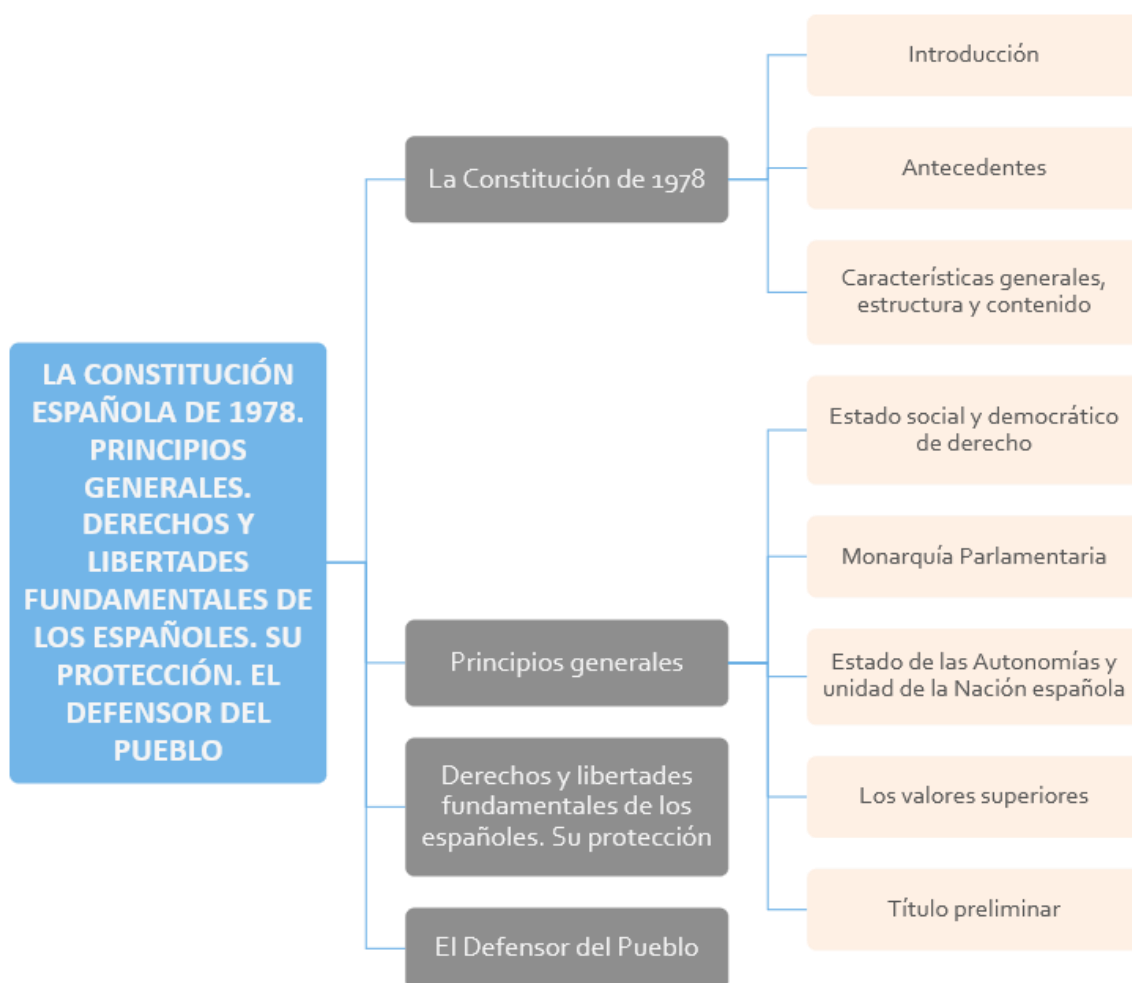 LA CONSTITUCIÓN
ESPAÑOLA DE 1978.
PRINCIPIOS
GENERALES.
DERECHOS Y
LIBERTADES
FUNDAMENTALES DE
LOS ESPAÑOLES. SU
PROTECCIÓN. EL
DEFENSOR DEL
PUEBLO
La Constitución de 1978
Introducción
Antecedentes
Características generales,
estructura y contenido
Principios generales
Estado social y democrático
de derecho
Monarquía Parlamentaria
Estado de las Autonomías y
unidad de la Nación española
Los valores superiores
Título preliminar
Derechos y libertades
fundamentales de los
españoles. Su protección
El Defensor del Pueblo